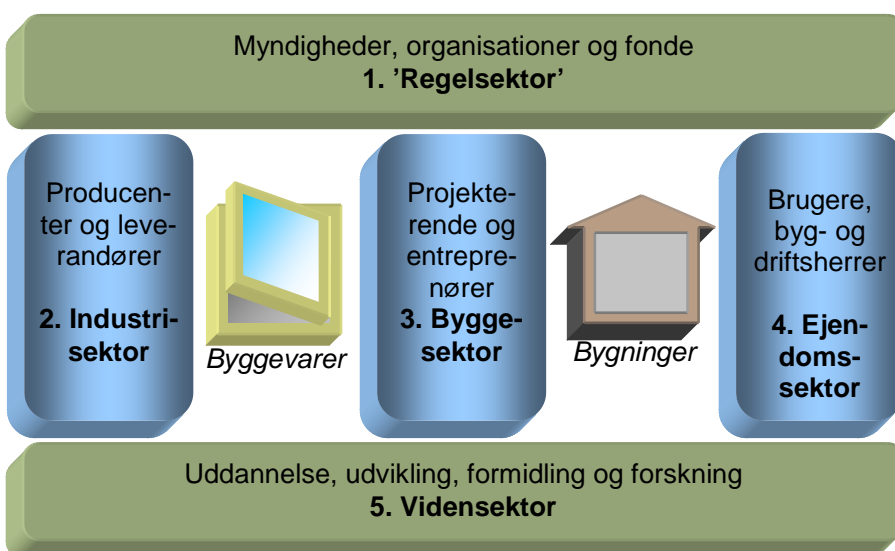 Myndigheder, organisationer og fonde
1. ’Regelsektor’
Producen-
ter og leve-
randører
2. Industri-
sektor
Byggevarer
Projekte-
rende og
entrepre-
nører
3. Bygge-
sektor
Bygninger
Brugere,
byg- og
driftsherrer
4. Ejen-
doms-
sektor
Uddannelse, udvikling, formidling og forskning
5. Vidensektor